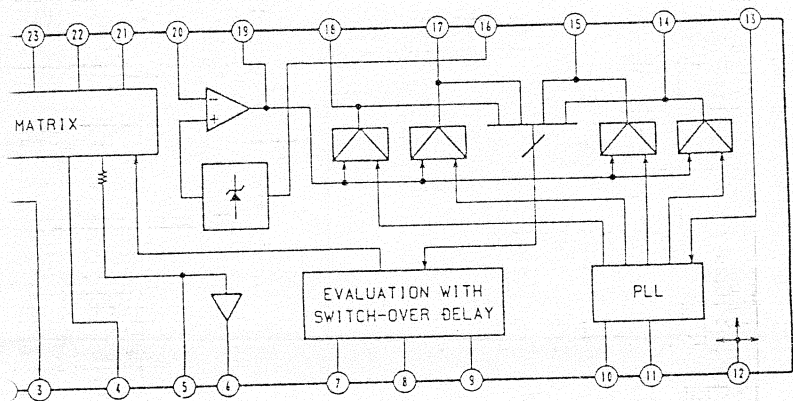 23 22 21 20 19 18 17 16 15 14 13
MATRIX
-
+
EVALUATION WITH
SWITCH-OVER DELAY
PLL
3 4 5 6 7 8 9 10 11 12